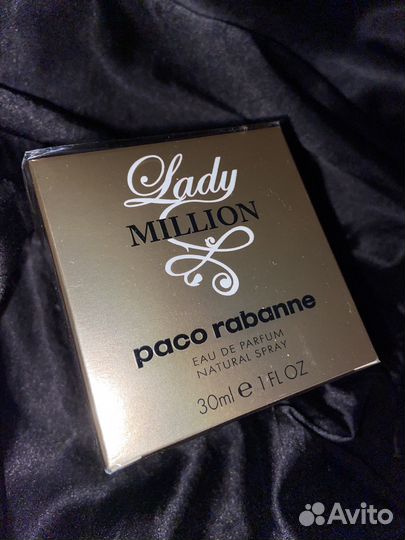 Lady
MILLION
paco rabanne
EAU DE PARFUM
NATURAL SPRAY
30ml ℮ 1 FL OZ
Avito